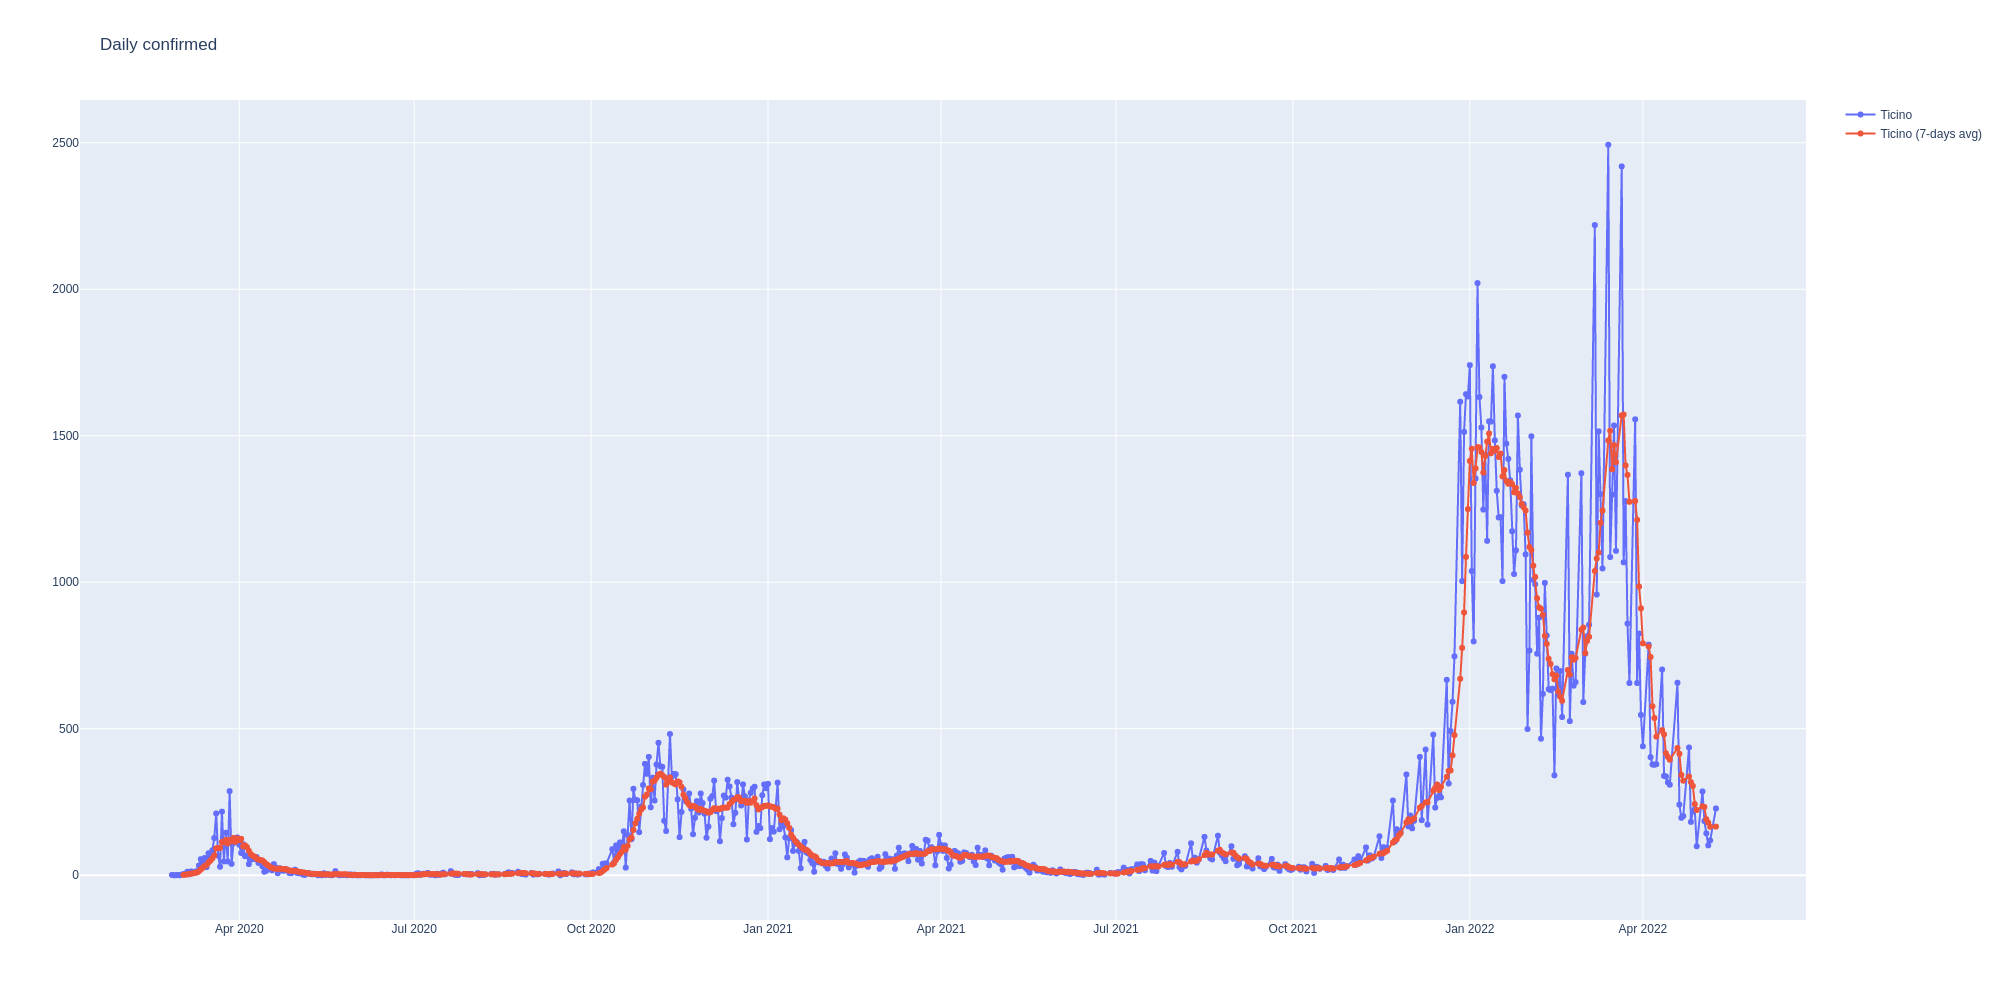 Daily confirmed
Ticino
Ticino (7-days avg)
2500
2000
1500
1000
500
0
Apr 2020
Jul 2020
Oct 2020
Jan 2021
Apr 2021
Jul 2021
Oct 2021
Jan 2022
Apr 2022